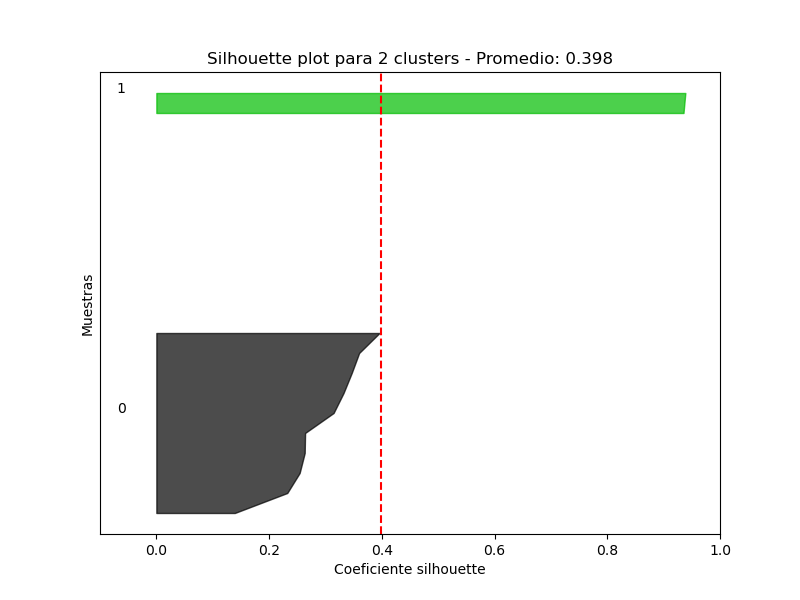 Silhouette plot para 2 clusters - Promedio: 0.398
1
0
Muestras
0.0 0.2 0.4 0.6 0.8 1.0
Coeficiente silhouette